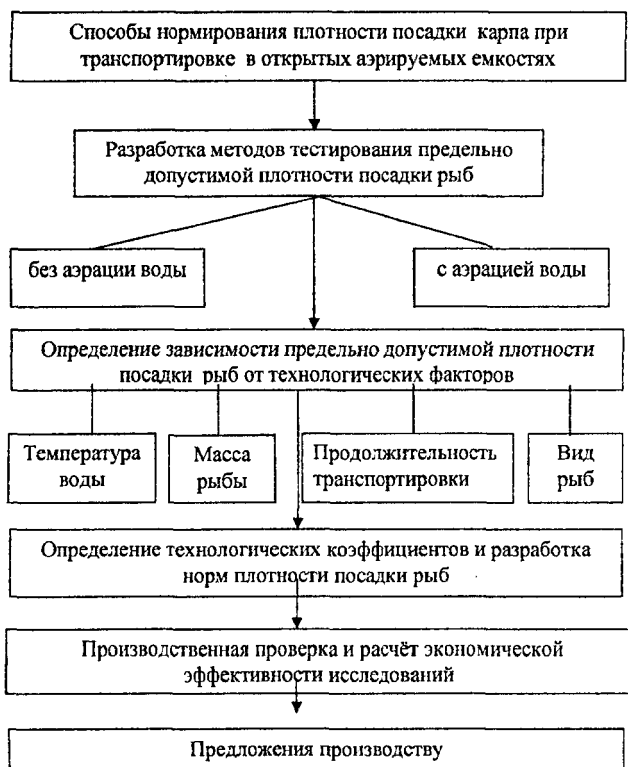 Способы нормирования плотности посадки карпа при
транспортировке в открытых аэрируемых емкостях
Разработка методов тестирования предельно
допустимой плотности посадки рыб
без аэрации воды
с аэрацией воды
Определение зависимости предельно допустимой плотности
посадки рыб от технологических факторов
Температура
воды
Масса
рыбы
Продолжительность
транспортировки
Вид
рыб
Определение технологических коэффициентов и разработка
норм плотности посадки рыб
Производственная проверка и расчёт экономической
эффективности исследований
Предложения производству